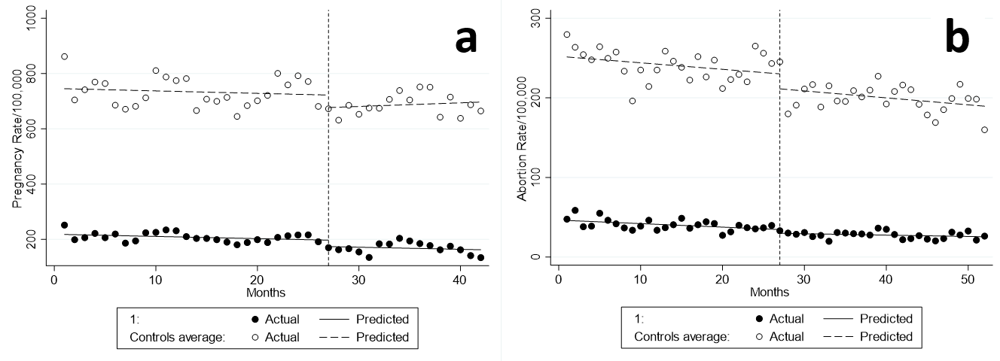 a
Pregnancy Rate/100,000
1000
800
600
400
200
0 10 20 30 40
Months
1: Actual Predicted
Controls average: Actual Predicted
b
Abortion Rate/100,000
300
200
100
0
0 10 20 30 40 50
Months
1: Actual Predicted
Controls average: Actual Predicted